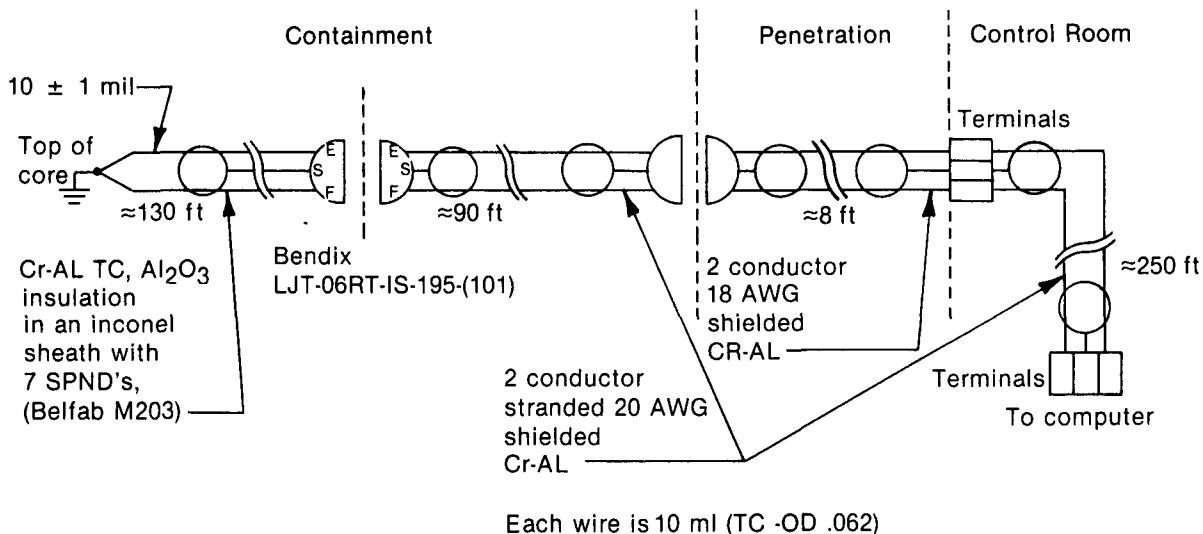 Containment
Penetration
Control Room
10 ± 1 mil
Top of
core
≈130 ft
E
S
F
E
S
F
≈90 ft
≈8 ft
Terminals
≈250 ft
Bendix
LJT-06RT-IS-195-(101)
Cr-AL TC, Al₂O₃
insulation
in an inconel
sheath with
7 SPND's,
(Belfab M203)
2 conductor
18 AWG
shielded
CR-AL
2 conductor
stranded 20 AWG
shielded
Cr-AL
Terminals
To computer
Each wire is 10 ml (TC -OD .062)